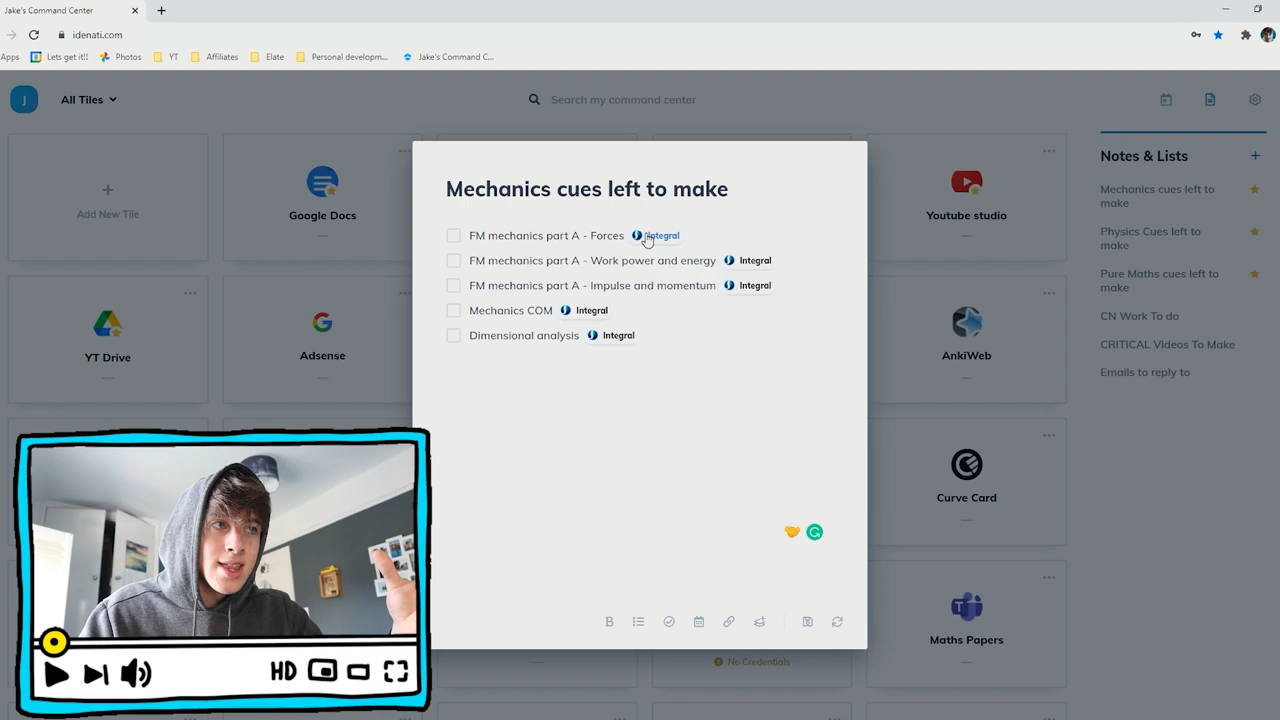 Jake's Command Center
idenati.com
Apps
Lets get it!!
Photos
YT
Affiliates
Elate
Personal developm...
Jake's Command C...
J
All Tiles
Search my command center
Add New Tile
Google Docs
Youtube studio
YT Drive
Adsense
AnkiWeb
Curve Card
Maths Papers
No Credentials
Mechanics cues left to make
FM mechanics part A - Forces Integral
FM mechanics part A - Work power and energy Integral
FM mechanics part A - Impulse and momentum Integral
Mechanics COM Integral
Dimensional analysis Integral
B
Notes & Lists
Mechanics cues left to
make
Physics Cues left to
make
Pure Maths cues left to
make
CN Work To do
CRITICAL Videos To Make
Emails to reply to
HD